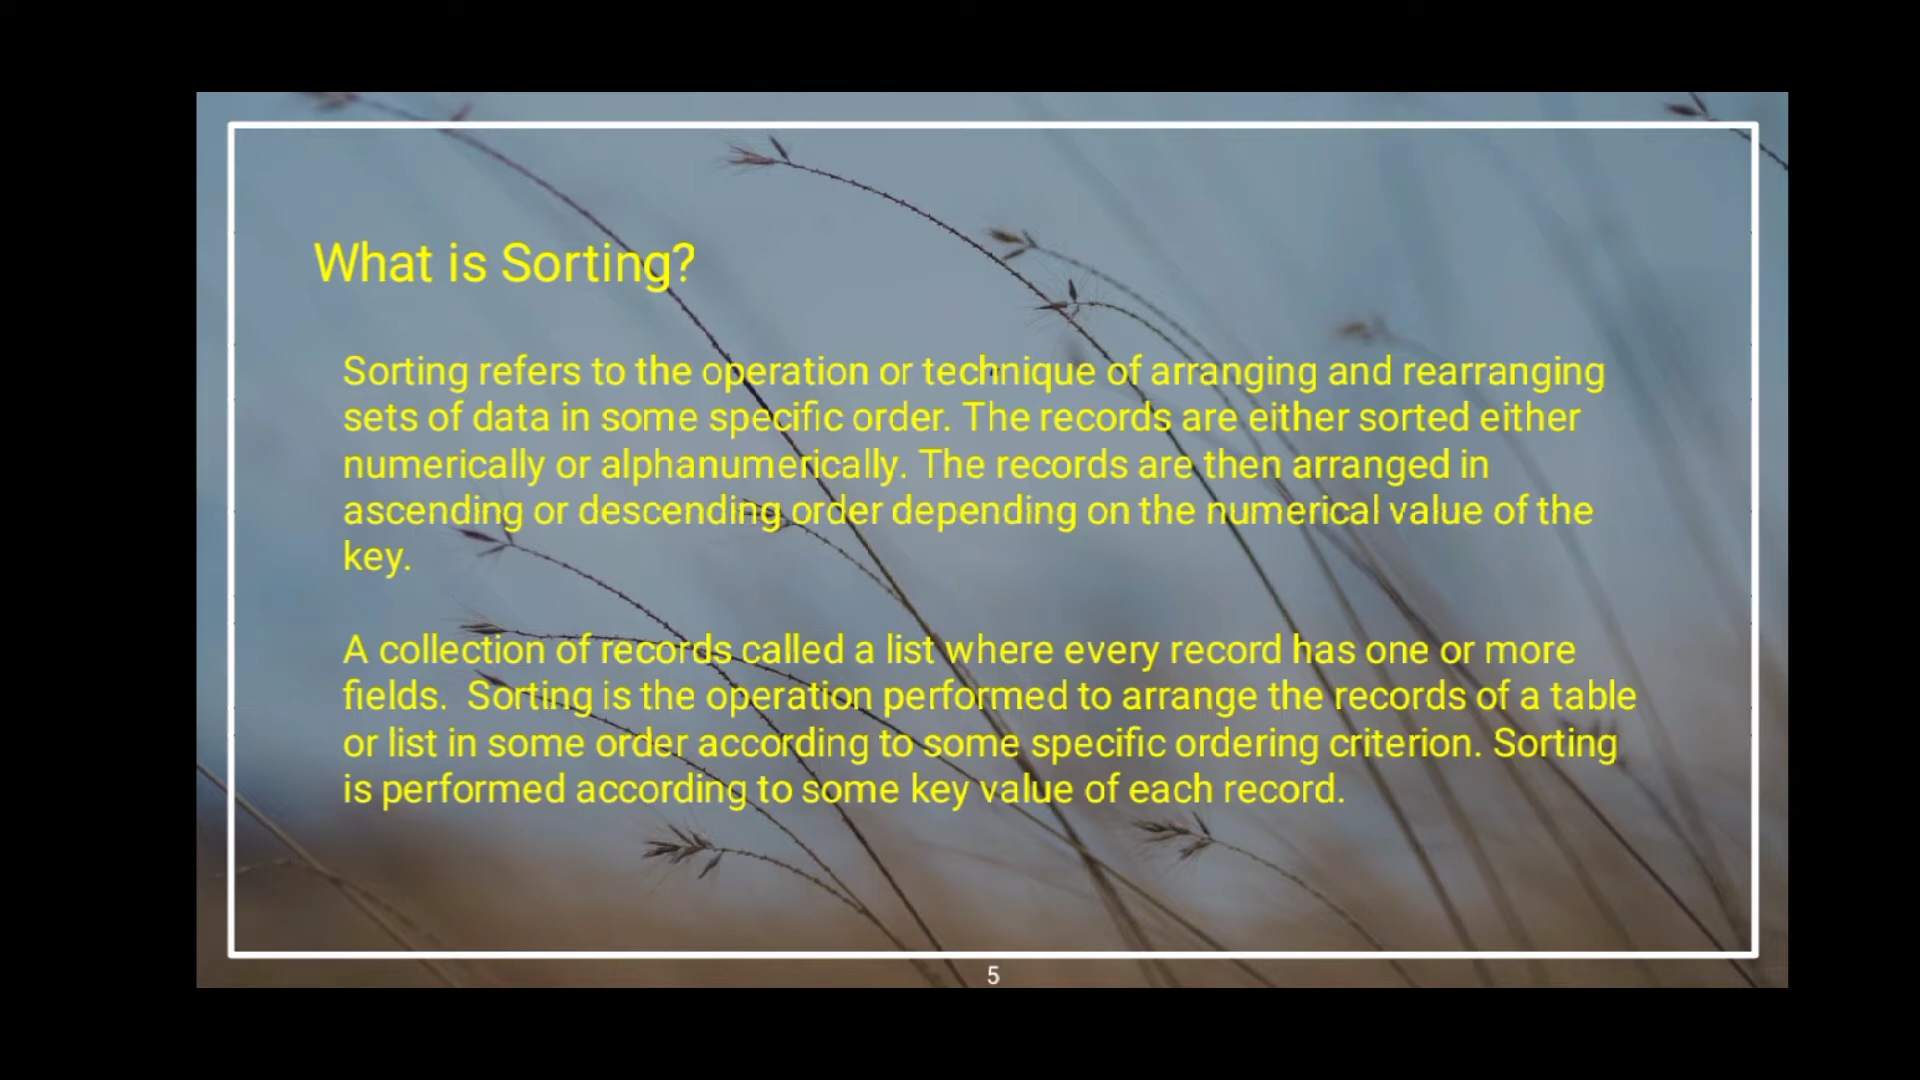 What is Sorting?
Sorting refers to the operation or technique of arranging and rearranging
sets of data in some specific order. The records are either sorted either
numerically or alphanumerically. The records are then arranged in
ascending or descending order depending on the numerical value of the
key.
A collection of records called a list where every record has one or more
fields.  Sorting is the operation performed to arrange the records of a table
or list in some order according to some specific ordering criterion. Sorting
is performed according to some key value of each record.
5